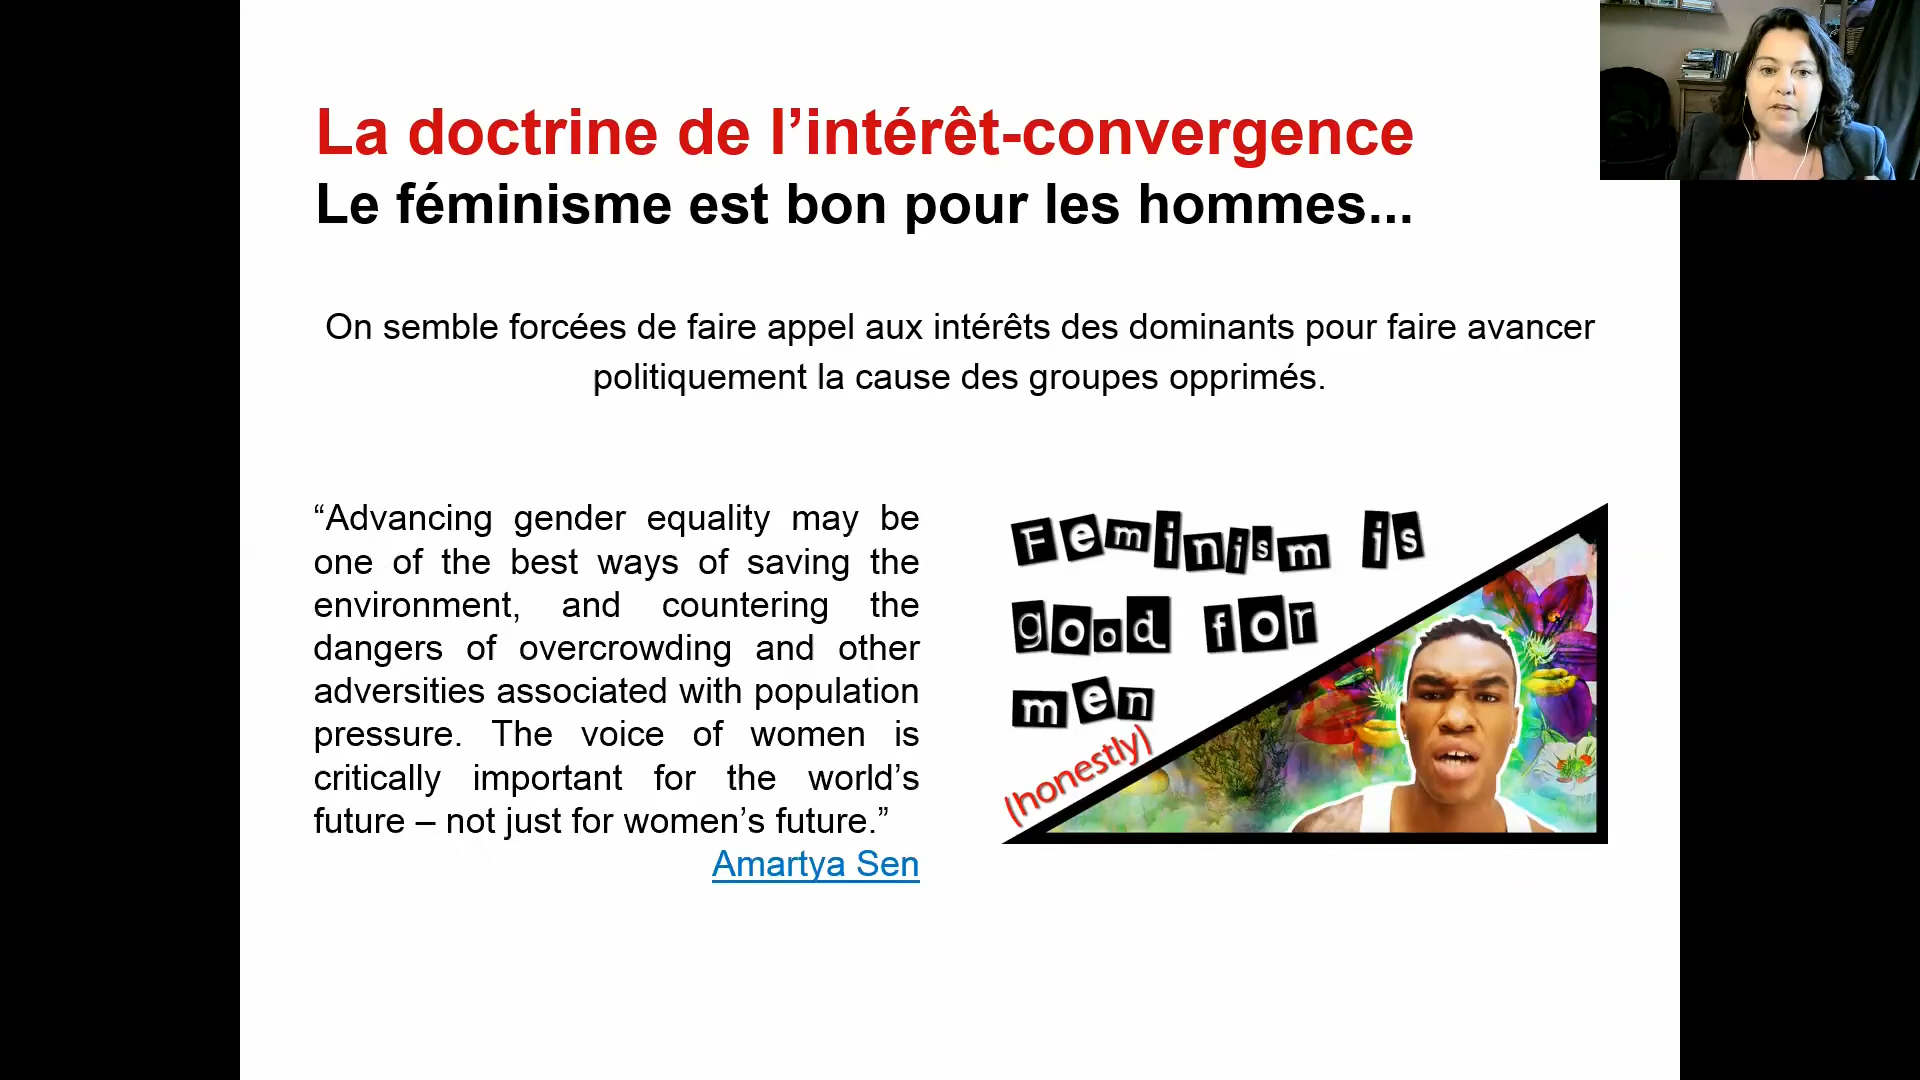 La doctrine de l’intérêt-convergence
Le féminisme est bon pour les hommes...
On semble forcées de faire appel aux intérêts des dominants pour faire avancer
politiquement la cause des groupes opprimés.
“Advancing gender equality may be
one of the best ways of saving the
environment, and countering the
dangers of overcrowding and other
adversities associated with population
pressure. The voice of women is
critically important for the world’s
future – not just for women’s future.”
Amartya Sen
Feminism is
good for
men
(honestly)